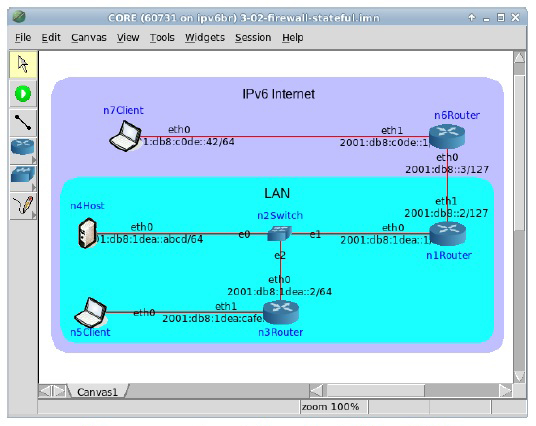 CORE (60731 on ipv6br) 3-02-firewall-stateful.imn
File Edit Canvas View Tools Widgets Session Help
IPv6 Internet
n7Client
n6Router
eth0
eth1
1:db8:c0de::42/64
2001:db8:c0de::1
eth0
2001:db8::3/127
LAN
eth1
2001:db8::2/127
n4Host
n2Switch
eth0
e0
e1
eth0
01:db8:1dea::abcd/64
2001:db8:1dea::1
n1Router
e2
eth0
2001:db8:1dea::2/64
eth0
eth1
2001:db8:1dea:cafe
n5Client
n3Router
Canvas1
zoom 100%